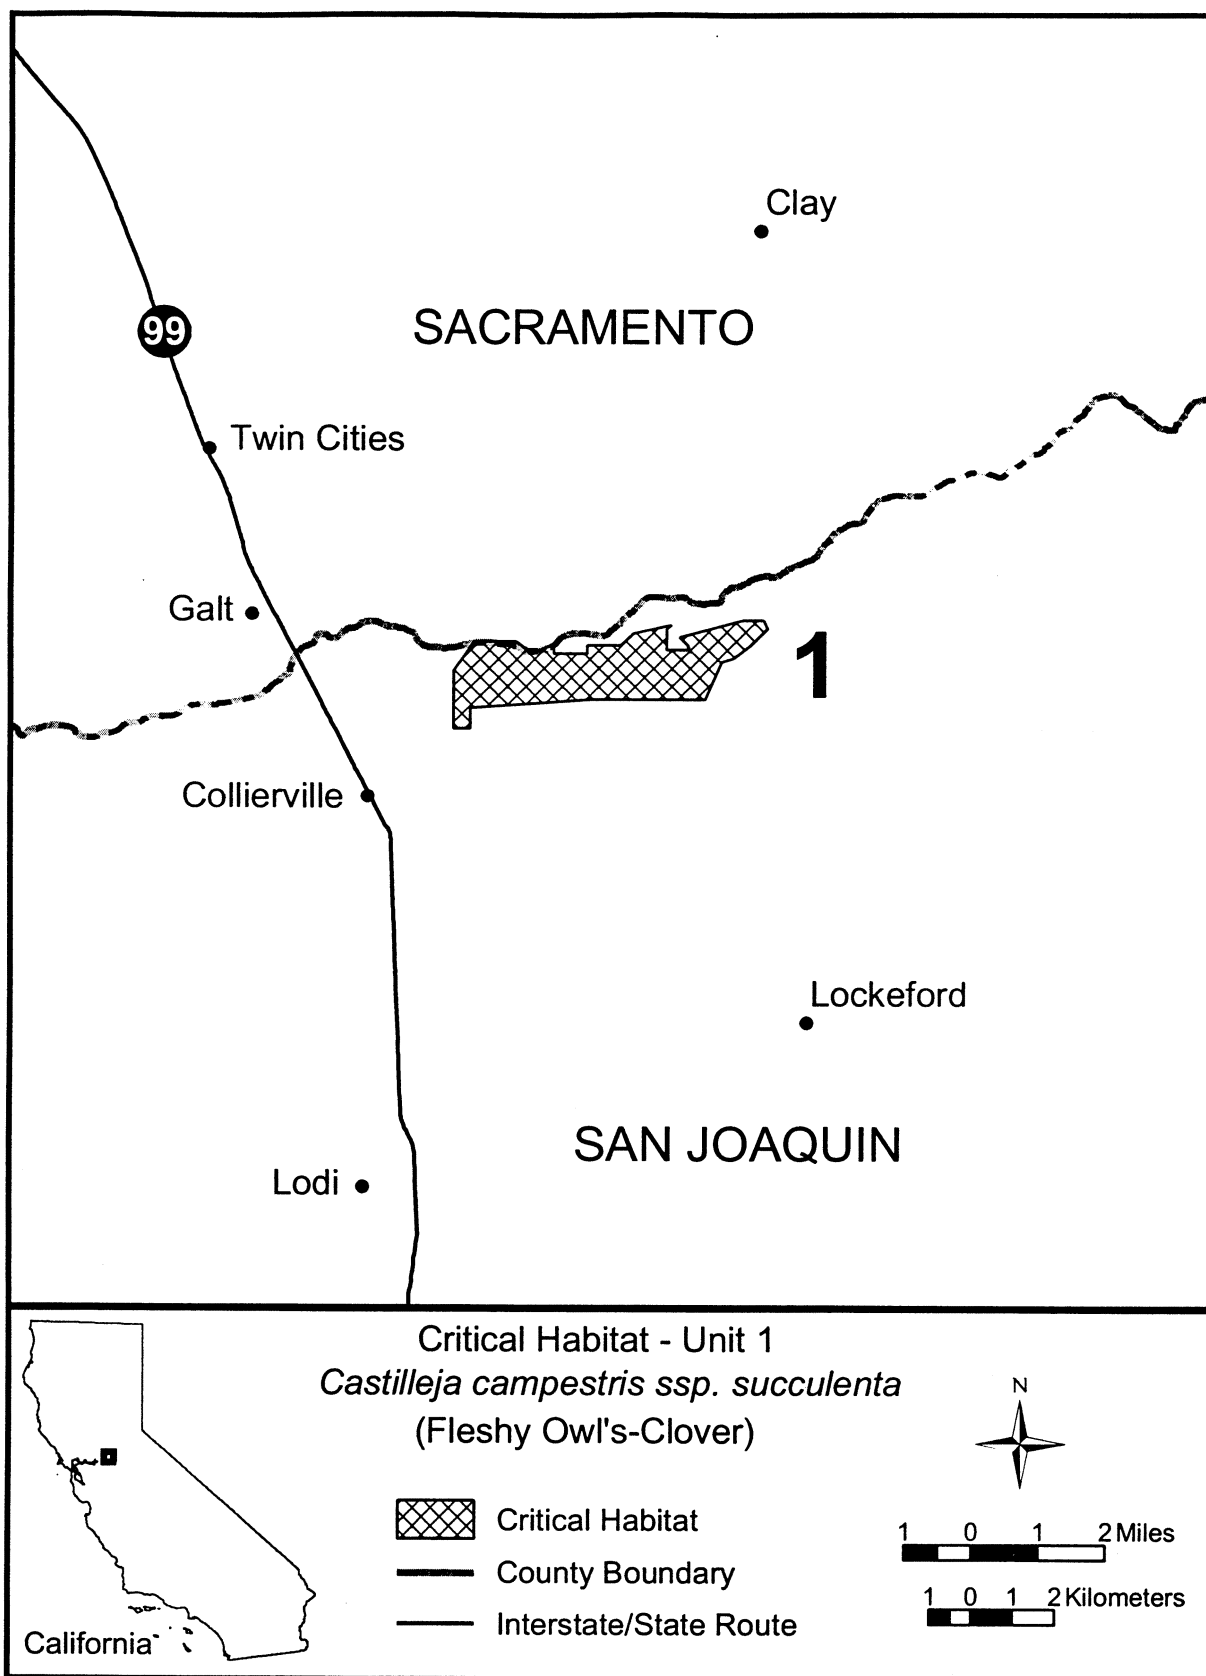 Clay
SACRAMENTO
99
Twin Cities
Galt
1
Collierville
Lockeford
SAN JOAQUIN
Lodi
Critical Habitat - Unit 1
Castilleja campestris ssp. succulenta
(Fleshy Owl's-Clover)
N
Critical Habitat
County Boundary
Interstate/State Route
1 0 1 2 Miles
1 0 1 2 Kilometers
California